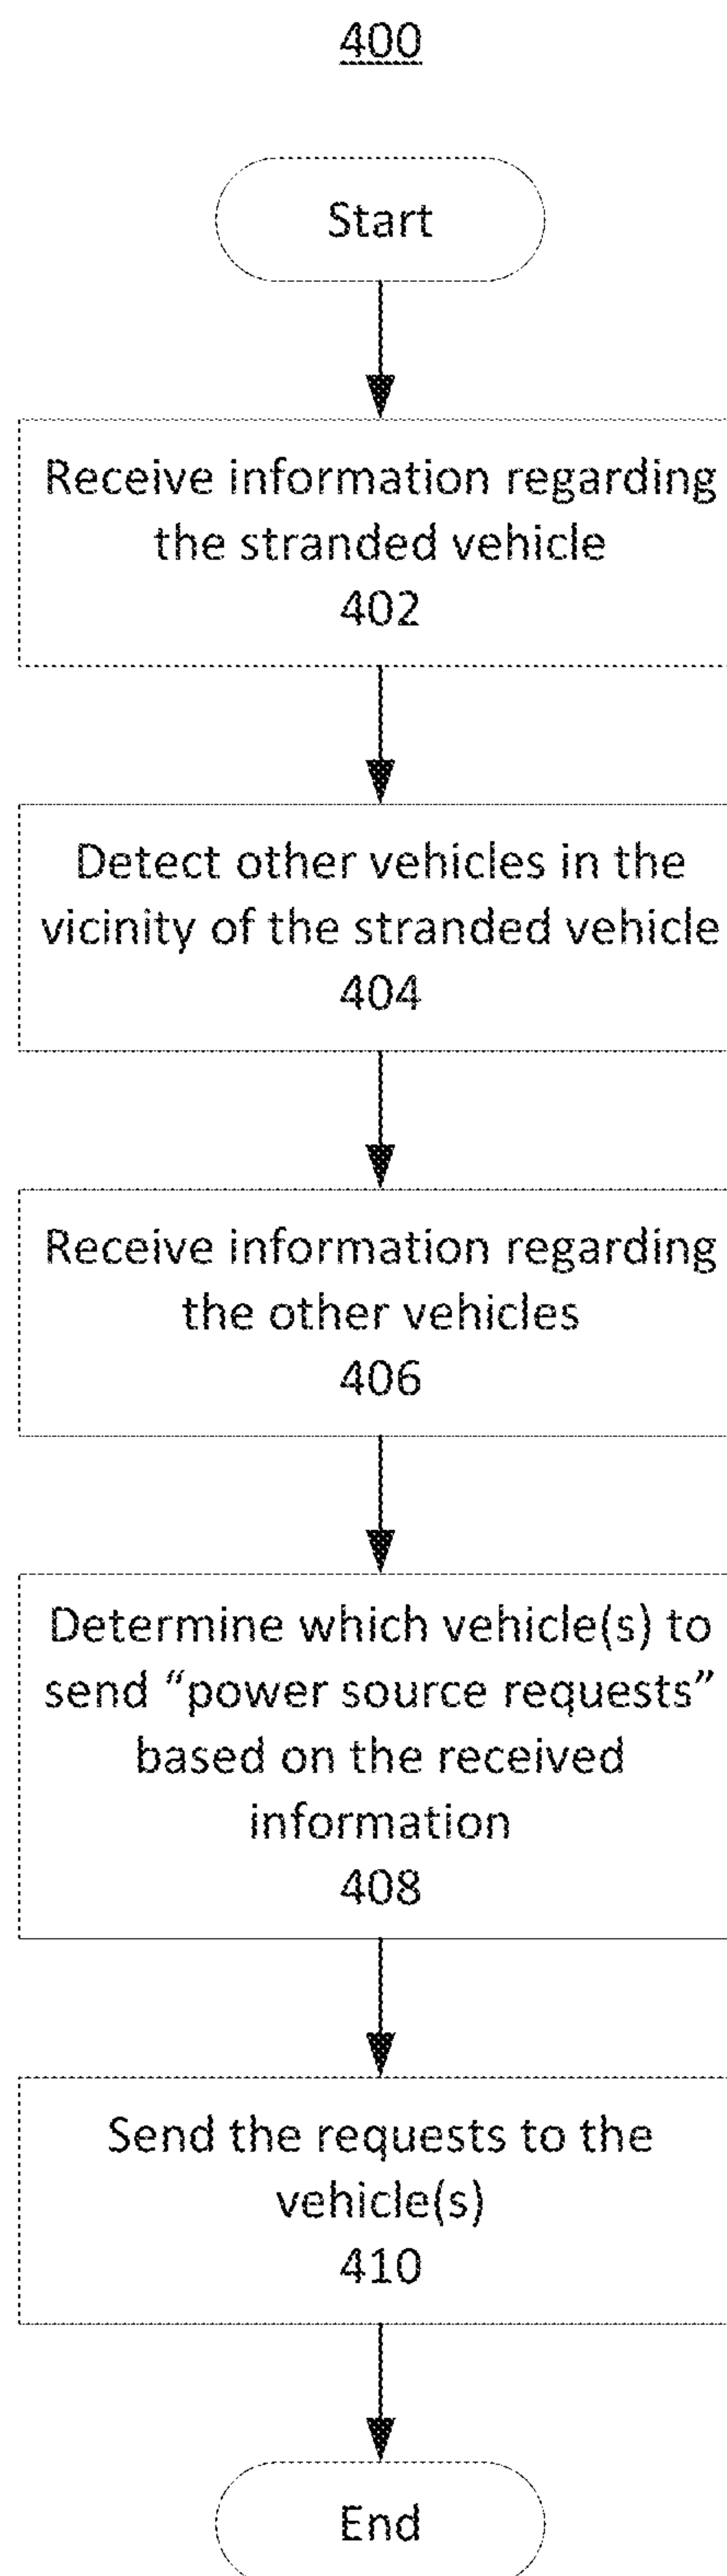 400
Start
Receive information regarding
the stranded vehicle
402
Detect other vehicles in the
vicinity of the stranded vehicle
404
Receive information regarding
the other vehicles
406
Determine which vehicle(s) to
send “power source requests”
based on the received
information
408
Send the requests to the
vehicle(s)
410
End